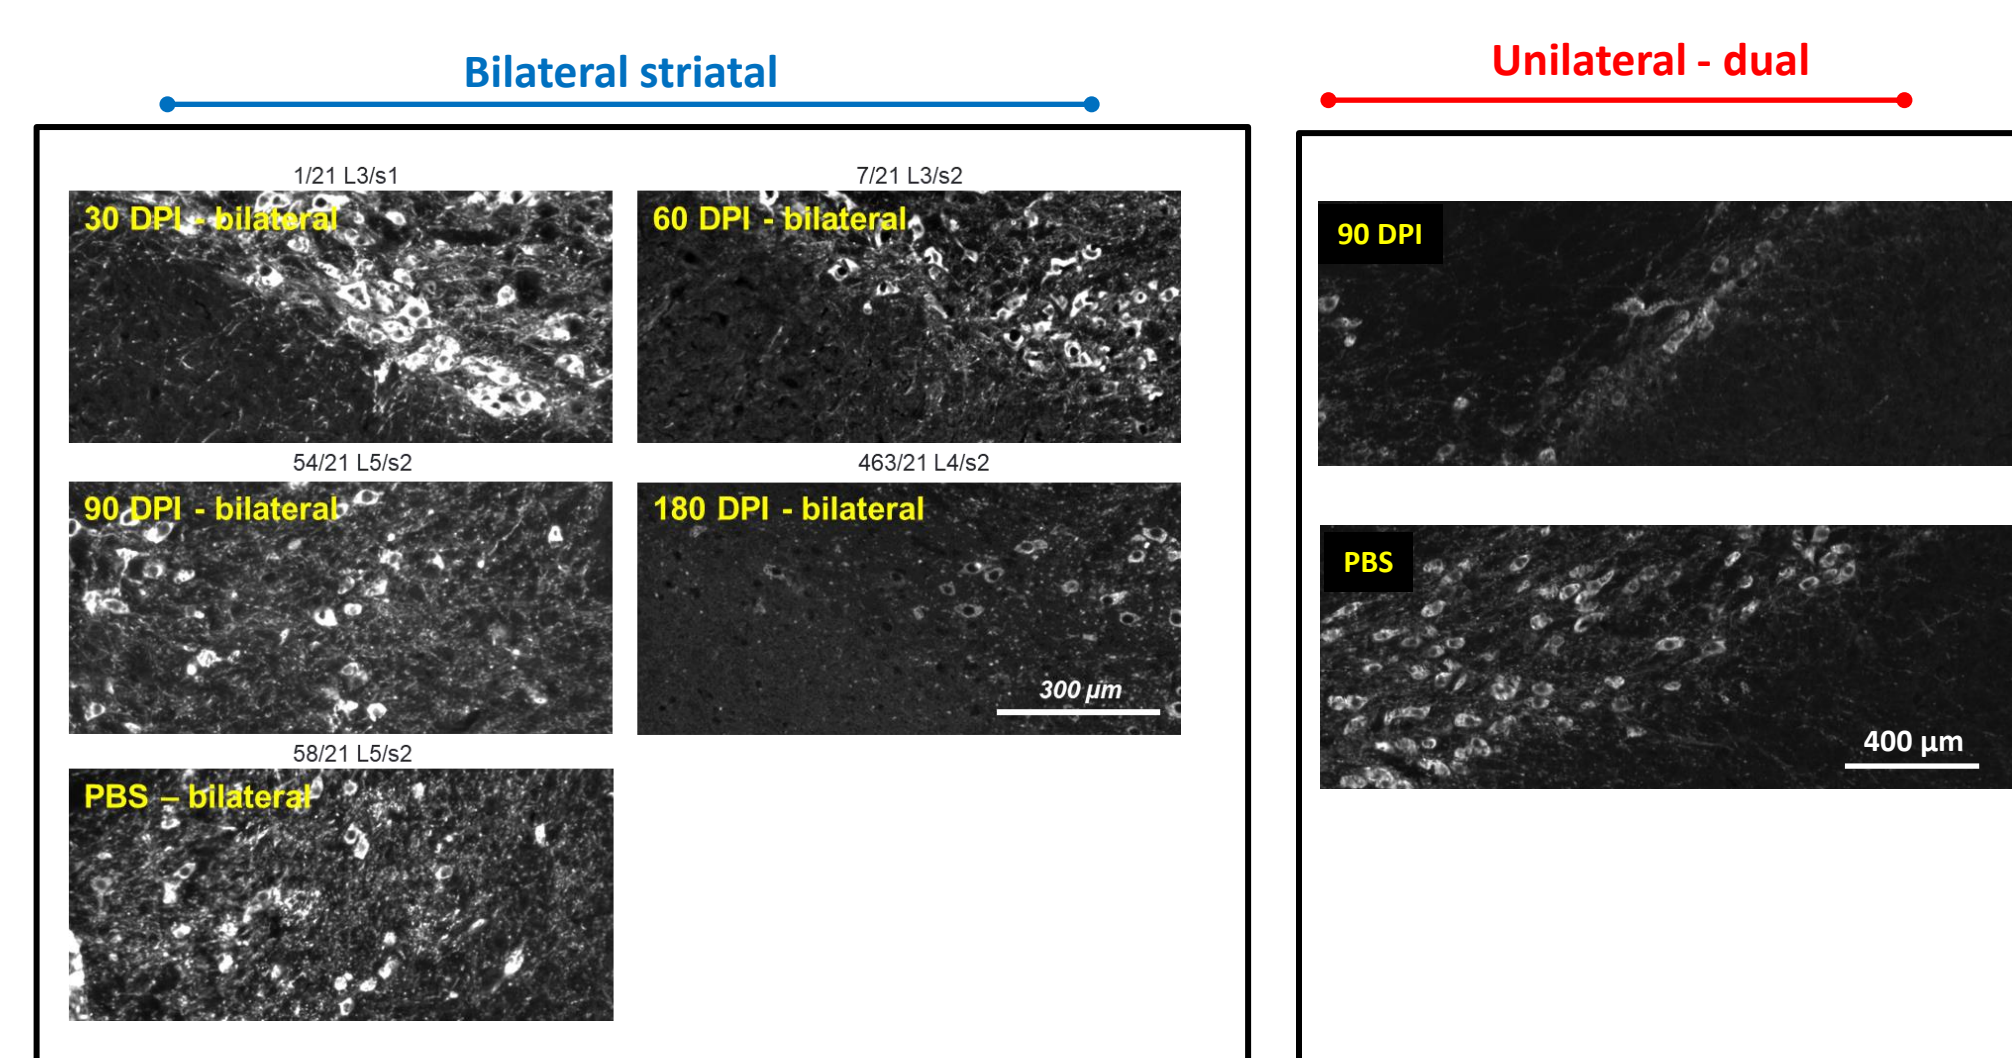 Bilateral striatal
1/21 L3/s1
30 DPI - bilateral
7/21 L3/s2
60 DPI - bilateral
54/21 L5/s2
90 DPI - bilateral
463/21 L4/s2
180 DPI - bilateral
300 µm
58/21 L5/s2
PBS – bilateral
Unilateral - dual
90 DPI
PBS
400 µm